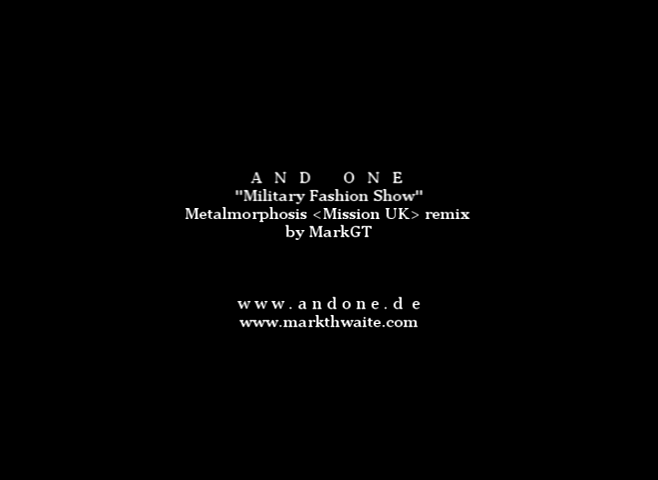 A N D   O N E
"Military Fashion Show"
Metalmorphosis <Mission UK> remix
by MarkGT
w w w . a n d o n e . d e
www.markthwaite.com